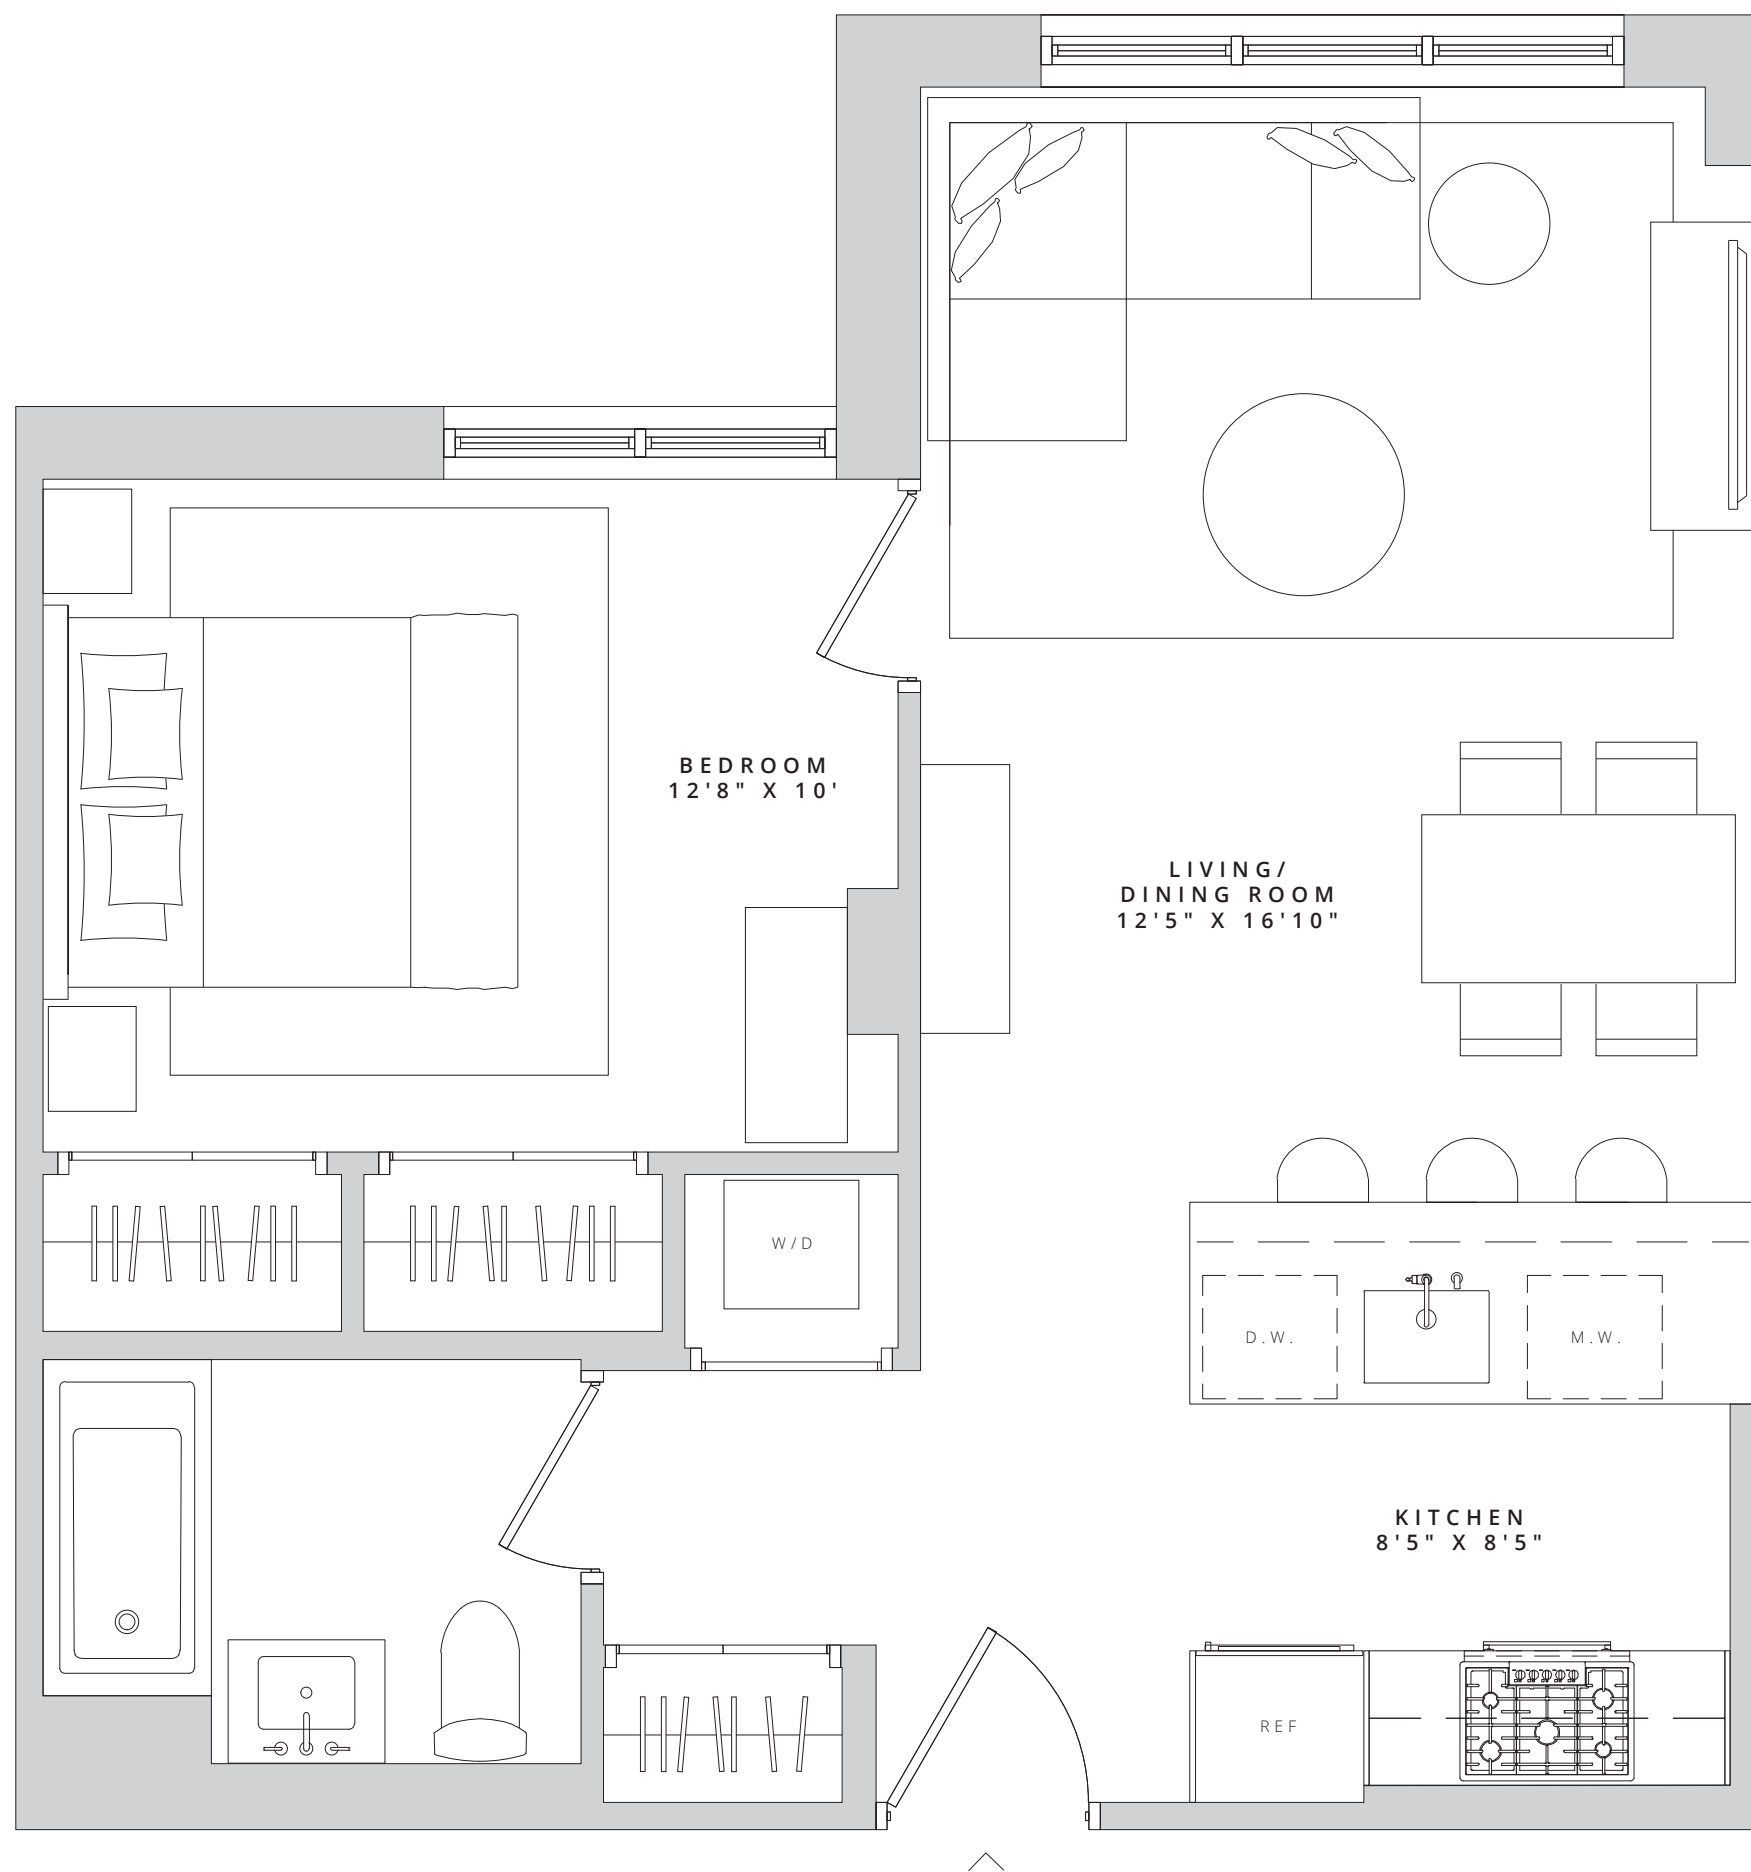 BEDROOM
12'8" X 10'
LIVING/
DINING ROOM
12'5" X 16'10"
W/D
D.W.
M.W.
KITCHEN
8'5" X 8'5"
REF